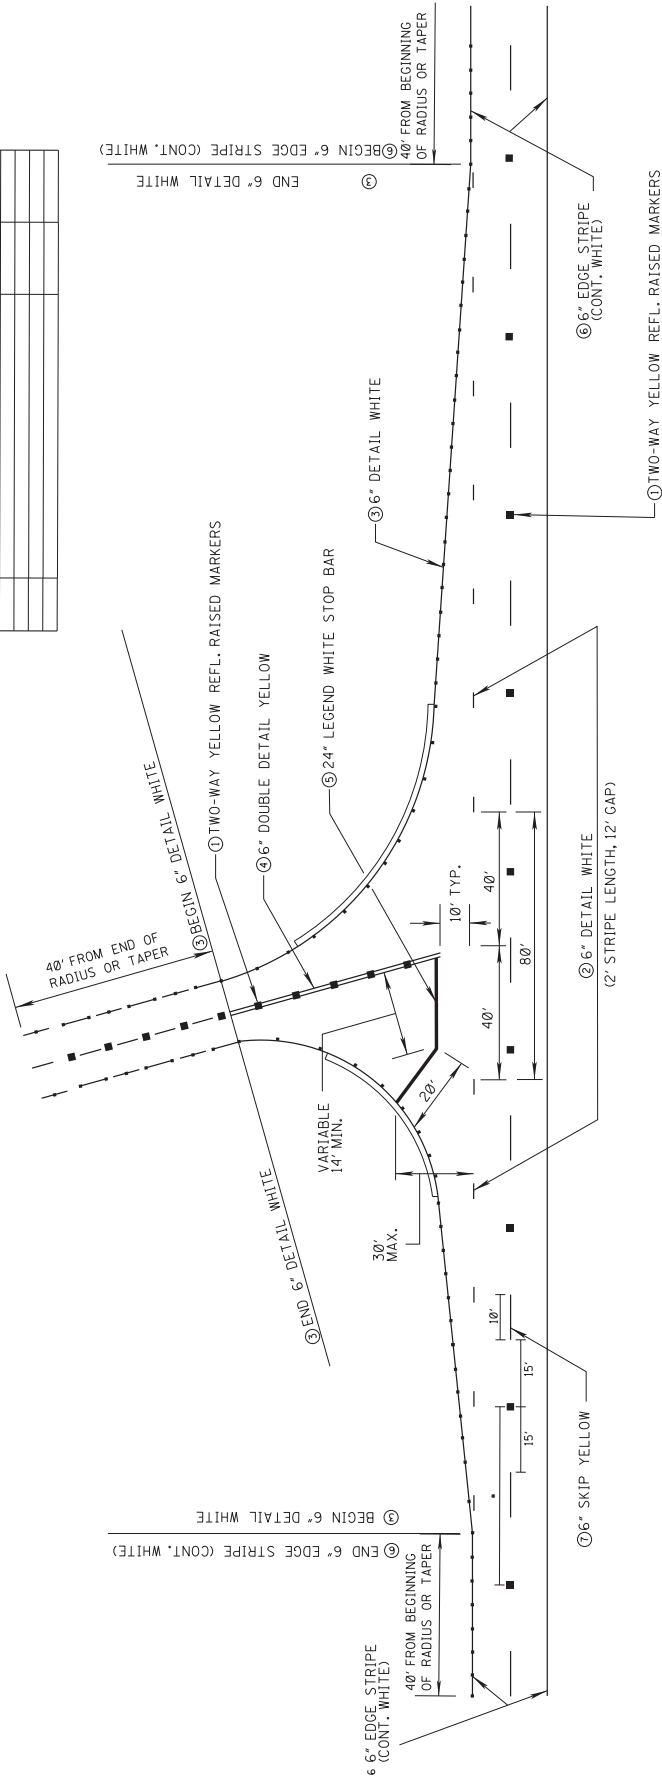 40' FROM BEGINNING
OF RADIUS OR TAPER
⑥BEGIN 6" EDGE STRIPE (CONT. WHITE)
③ END 6" DETAIL WHITE
⑥6" EDGE STRIPE
(CONT. WHITE)
①TWO-WAY YELLOW REFL. RAISED MARKERS
③6" DETAIL WHITE
①TWO-WAY YELLOW REFL. RAISED MARKERS
④6" DOUBLE DETAIL YELLOW
⑤24" LEGEND WHITE STOP BAR
③BEGIN 6" DETAIL WHITE
40' FROM END OF
RADIUS OR TAPER
10' TYP.
40'
80'
40'
②6" DETAIL WHITE
(2' STRIPE LENGTH, 12' GAP)
VARIABLE
14' MIN.
20'
30'
MAX.
③END 6" DETAIL WHITE
10'
15'
15'
⑦6" SKIP YELLOW
③ BEGIN 6" DETAIL WHITE
⑥ END 6" EDGE STRIPE (CONT. WHITE)
40' FROM BEGINNING
OF RADIUS OR TAPER
6 6" EDGE STRIPE
(CONT. WHITE)